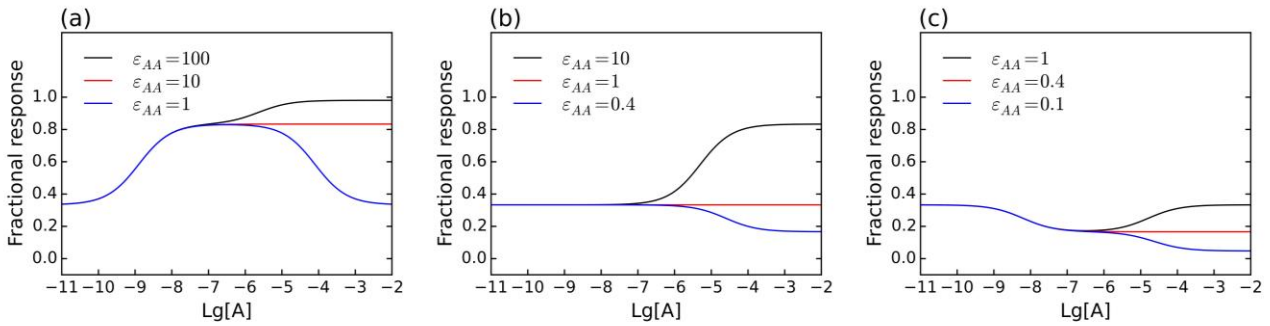 (a)
ε_AA=100
ε_AA=10
ε_AA=1
Fractional response
1.0
0.8
0.6
0.4
0.2
0.0
−11 −10 −9 −8 −7 −6 −5 −4 −3 −2
Lg[A]
(b)
ε_AA=10
ε_AA=1
ε_AA=0.4
Fractional response
1.0
0.8
0.6
0.4
0.2
0.0
−11 −10 −9 −8 −7 −6 −5 −4 −3 −2
Lg[A]
(c)
ε_AA=1
ε_AA=0.4
ε_AA=0.1
Fractional response
1.0
0.8
0.6
0.4
0.2
0.0
−11 −10 −9 −8 −7 −6 −5 −4 −3 −2
Lg[A]